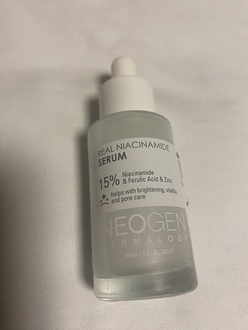 REAL NIACINAMIDE
SERUM
15% Niacinamide
& Ferulic Acid & Zinc
Helps with brightening, vitality
and pore care
NEOGEN
DERMALOGY